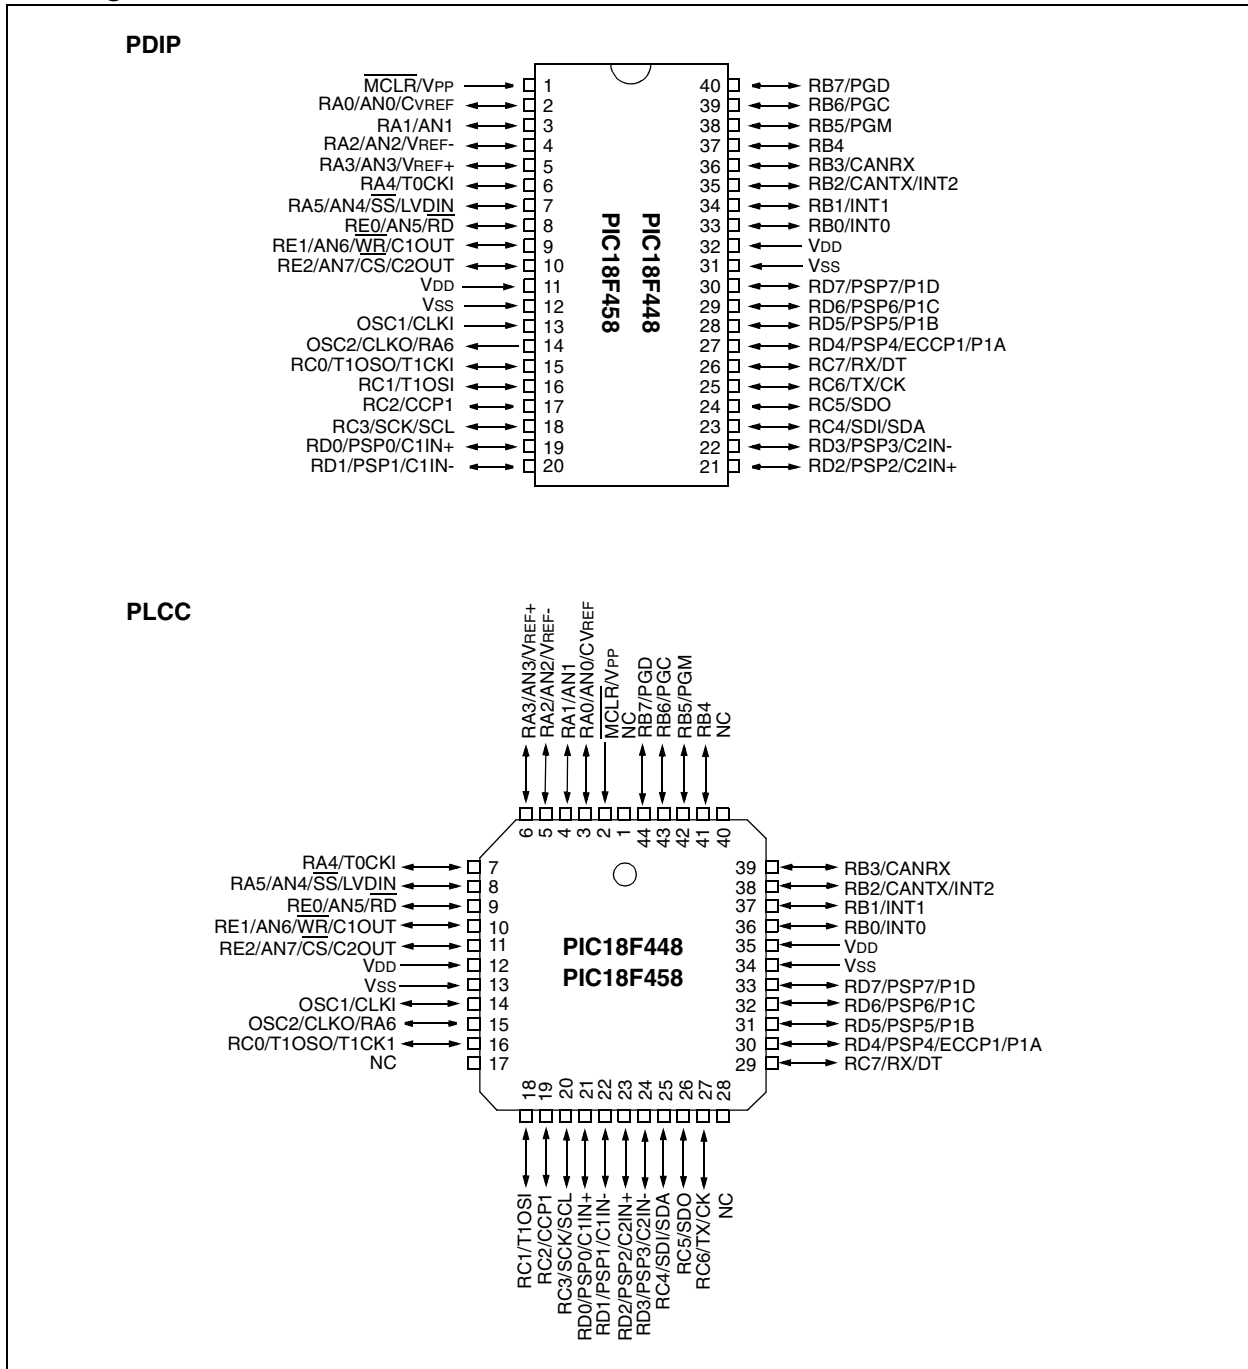 PDIP
MCLR/VPP 1
RA0/AN0/CVREF 2
RA1/AN1 3
RA2/AN2/VREF- 4
RA3/AN3/VREF+ 5
RA4/T0CKI 6
RA5/AN4/SS/LVDIN 7
RE0/AN5/RD 8
RE1/AN6/WR/C1OUT 9
RE2/AN7/CS/C2OUT 10
VDD 11
VSS 12
OSC1/CLKI 13
OSC2/CLKO/RA6 14
RC0/T1OSO/T1CKI 15
RC1/T1OSI 16
RC2/CCP1 17
RC3/SCK/SCL 18
RD0/PSP0/C1IN+ 19
RD1/PSP1/C1IN- 20
PIC18F448
PIC18F458
40 RB7/PGD
39 RB6/PGC
38 RB5/PGM
37 RB4
36 RB3/CANRX
35 RB2/CANTX/INT2
34 RB1/INT1
33 RB0/INT0
32 VDD
31 VSS
30 RD7/PSP7/P1D
29 RD6/PSP6/P1C
28 RD5/PSP5/P1B
27 RD4/PSP4/ECCP1/P1A
26 RC7/RX/DT
25 RC6/TX/CK
24 RC5/SDO
23 RC4/SDI/SDA
22 RD3/PSP3/C2IN-
21 RD2/PSP2/C2IN+
PLCC
RA3/AN3/VREF+ 6
RA2/AN2/VREF- 5
RA1/AN1 4
RA0/AN0/CVREF 3
MCLR/VPP 2
NC 1
RB7/PGD 44
RB6/PGC 43
RB5/PGM 42
RB4 41
NC 40
RA4/T0CKI 7
RA5/AN4/SS/LVDIN 8
RE0/AN5/RD 9
RE1/AN6/WR/C1OUT 10
RE2/AN7/CS/C2OUT 11
VDD 12
VSS 13
OSC1/CLKI 14
OSC2/CLKO/RA6 15
RC0/T1OSO/T1CK1 16
NC 17
PIC18F448
PIC18F458
39 RB3/CANRX
38 RB2/CANTX/INT2
37 RB1/INT1
36 RB0/INT0
35 VDD
34 VSS
33 RD7/PSP7/P1D
32 RD6/PSP6/P1C
31 RD5/PSP5/P1B
30 RD4/PSP4/ECCP1/P1A
29 RC7/RX/DT
18 RC1/T1OSI
19 RC2/CCP1
20 RC3/SCK/SCL
21 RD0/PSP0/C1IN+
22 RD1/PSP1/C1IN-
23 RD2/PSP2/C2IN+
24 RD3/PSP3/C2IN-
25 RC4/SDI/SDA
26 RC5/SDO
27 RC6/TX/CK
28 NC